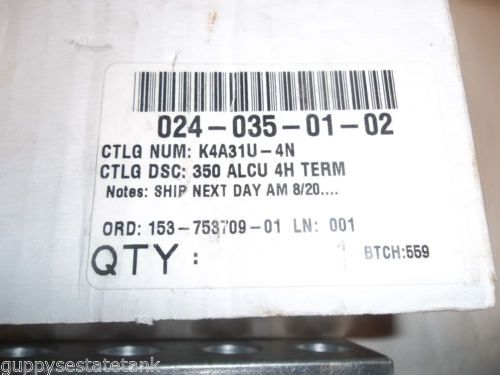 024-035-01-02
CTLG NUM: K4A31U-4N
CTLG DSC: 350 ALCU 4H TERM
Notes: SHIP NEXT DAY AM 8/20....
ORD: 153-753709-01 LN: 001
QTY: 1 BTCH:559
guppysestatetank